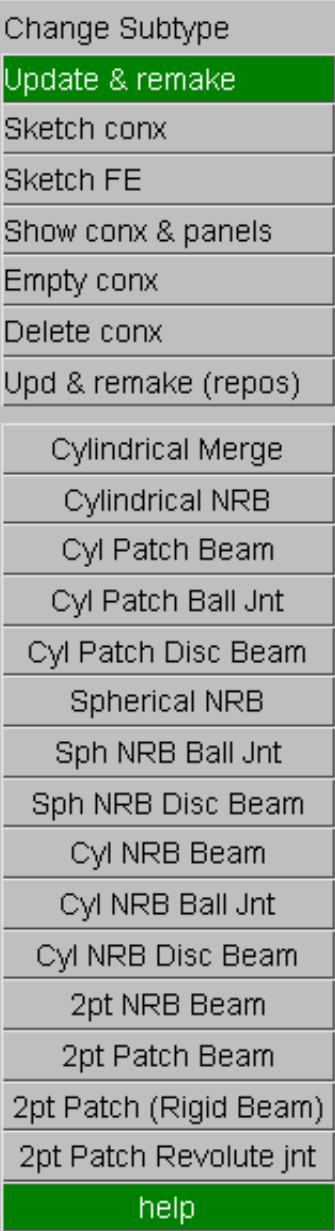 Change Subtype
Update & remake
Sketch conx
Sketch FE
Show conx & panels
Empty conx
Delete conx
Upd & remake (repos)
Cylindrical Merge
Cylindrical NRB
Cyl Patch Beam
Cyl Patch Ball Jnt
Cyl Patch Disc Beam
Spherical NRB
Sph NRB Ball Jnt
Sph NRB Disc Beam
Cyl NRB Beam
Cyl NRB Ball Jnt
Cyl NRB Disc Beam
2pt NRB Beam
2pt Patch Beam
2pt Patch (Rigid Beam)
2pt Patch Revolute jnt
help